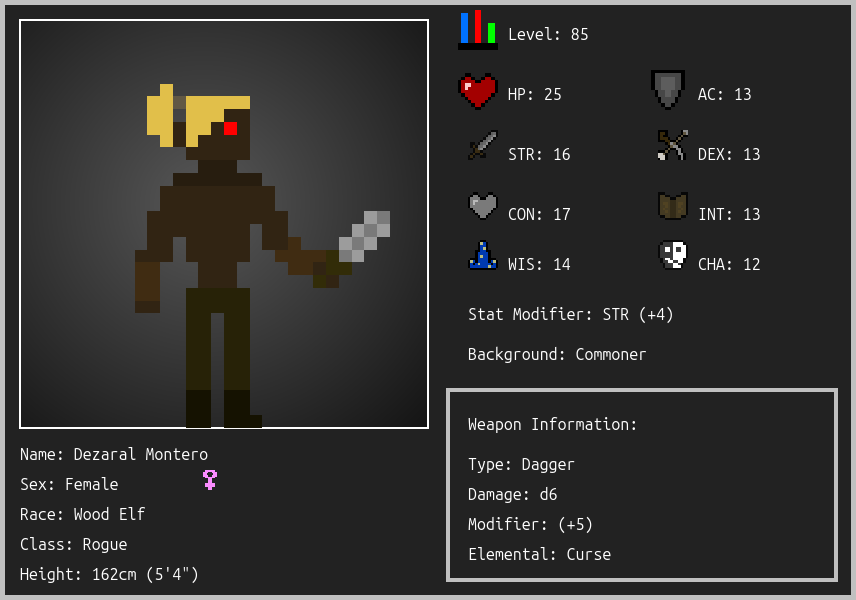 Level: 85
HP: 25
AC: 13
STR: 16
DEX: 13
CON: 17
INT: 13
WIS: 14
CHA: 12
Stat Modifier: STR (+4)
Background: Commoner
Weapon Information:
Type: Dagger
Damage: d6
Modifier: (+5)
Elemental: Curse
Name: Dezaral Montero
Sex: Female
Race: Wood Elf
Class: Rogue
Height: 162cm (5'4")